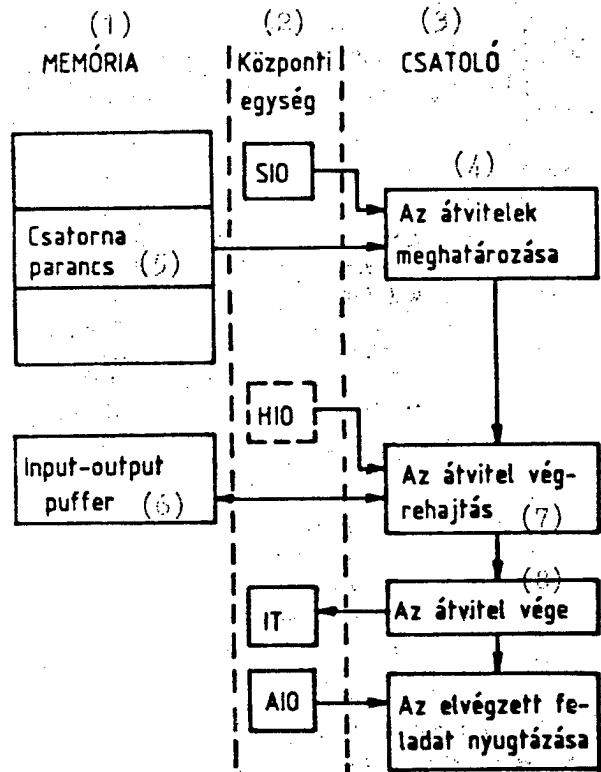 (1) (2) (3)
MEMÓRIA Központi egység CSATOLÓ
SIO
(4)
Az átvitelek
meghatározása
Csatorna
parancs (5)
HIO
Input-output
puffer (6)
Az átvitel vég-
rehajtás (7)
(8)
Az átvitel vége
IT
AIO
Az elvégzett fe-
ladat nyugtázása